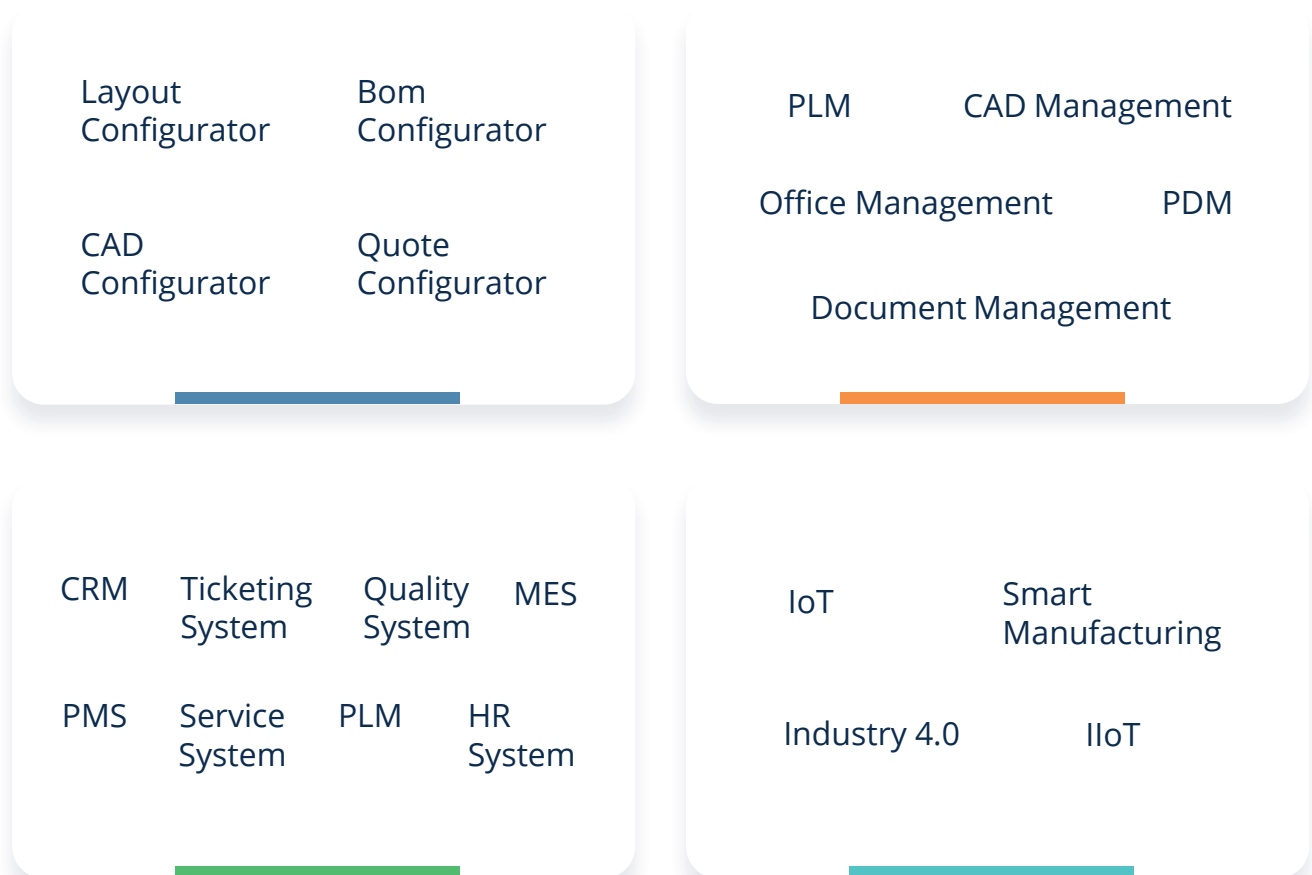 Layout
Configurator
Bom
Configurator
CAD
Configurator
Quote
Configurator
PLM
CAD Management
Office Management
PDM
Document Management
CRM
Ticketing
System
Quality
System
MES
PMS
Service
System
PLM
HR
System
IoT
Smart
Manufacturing
Industry 4.0
IIoT